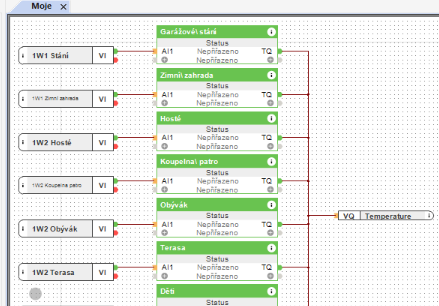 Moje
Garážové\ stání
Status
1W1 Stání VI AI1 Nepřiřazeno TQ
Nepřiřazeno
Zimní\ zahrada
Status
1W1 Zimní zahrada VI AI1 Nepřiřazeno TQ
Nepřiřazeno
Hosté
Status
1W2 Hosté VI AI1 Nepřiřazeno TQ
Nepřiřazeno
Koupelna\ patro
Status
1W2 Koupelna patro VI AI1 Nepřiřazeno TQ
Nepřiřazeno
Obývák
Status
VQ Temperature
1W2 Obývák VI AI1 Nepřiřazeno TQ
Nepřiřazeno
Terasa
Status
1W2 Terasa VI AI1 Nepřiřazeno TQ
Nepřiřazeno
Děti
Status